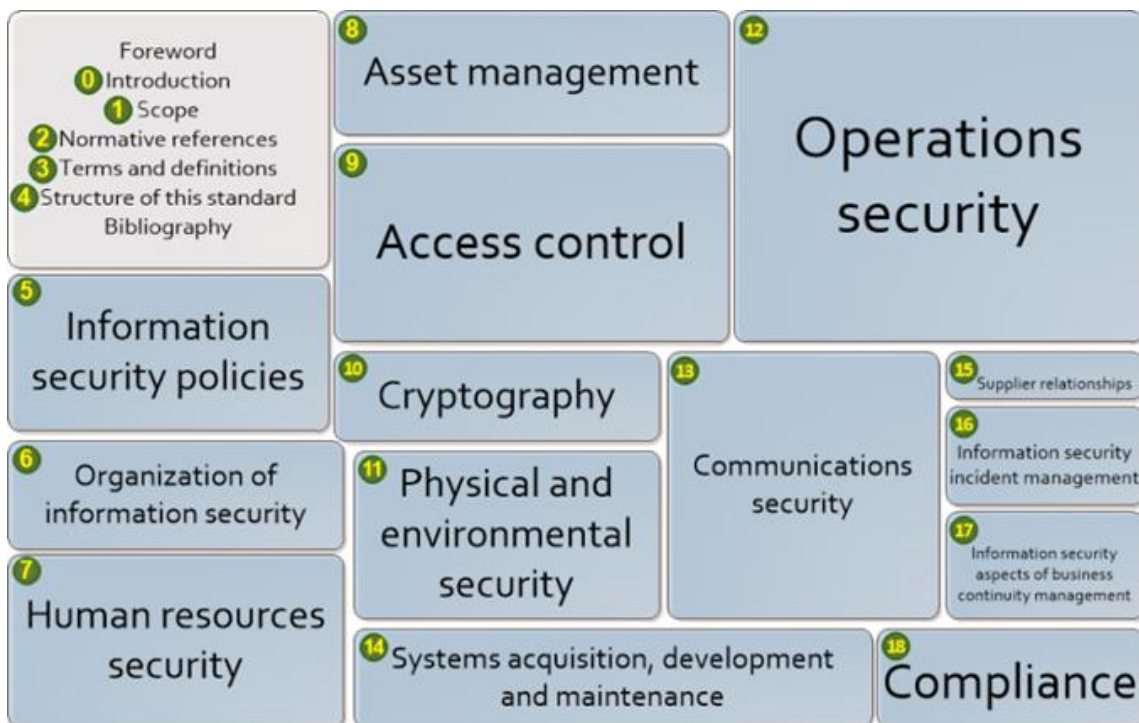 Foreword
0 Introduction
1 Scope
2 Normative references
3 Terms and definitions
4 Structure of this standard
Bibliography
5
Information
security policies
6
Organization of
information security
7
Human resources
security
8
Asset management
9
Access control
10
Cryptography
11
Physical and
environmental
security
12
Operations
security
13
Communications
security
14
Systems acquisition, development
and maintenance
15
Supplier relationships
16
Information security
incident management
17
Information security
aspects of business
continuity management
18
Compliance